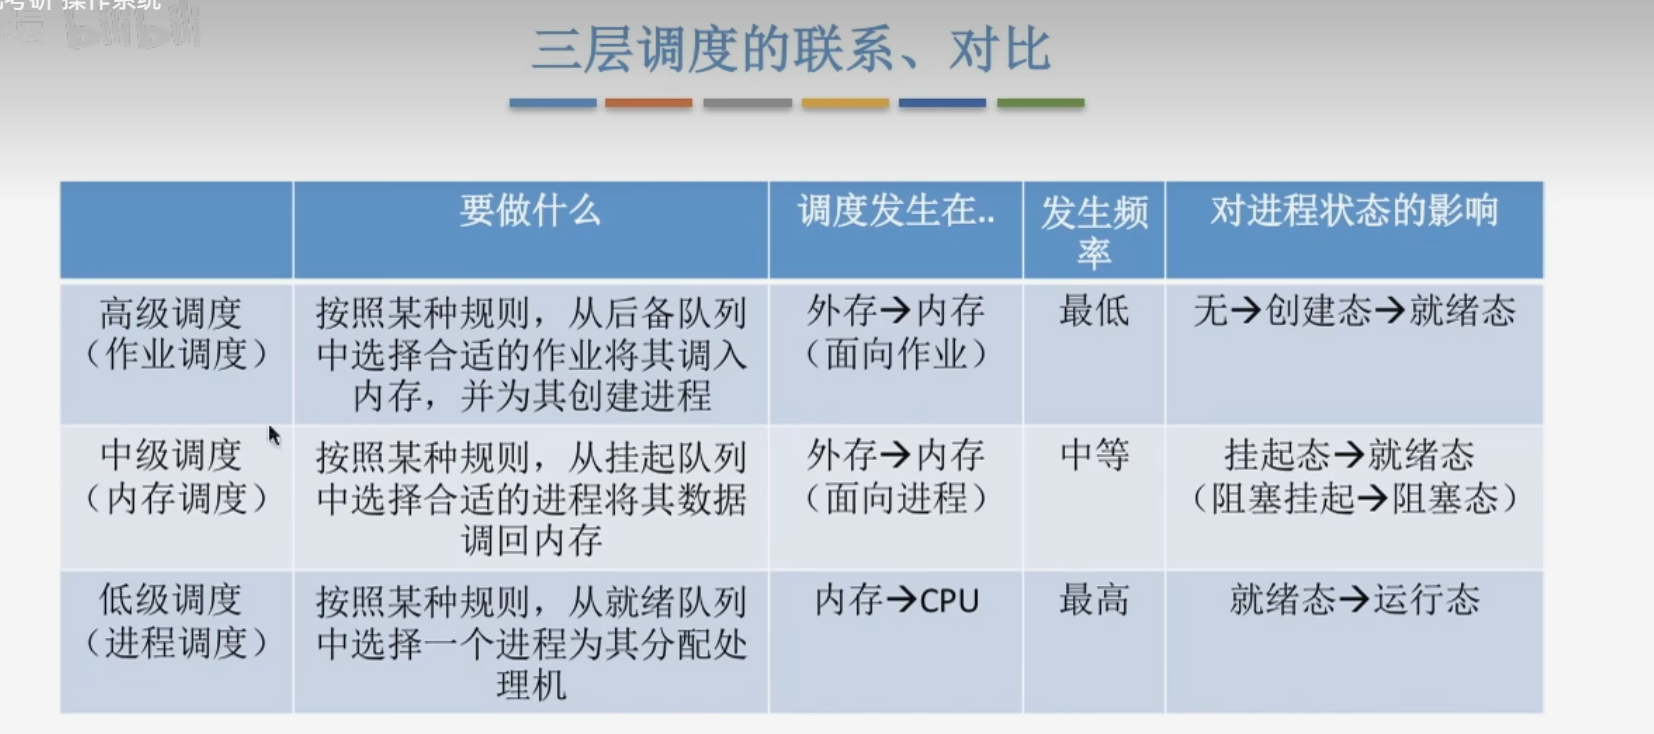 考研 操作系统
bilibili
三层调度的联系、对比
要做什么
调度发生在..
发生频
率
对进程状态的影响
高级调度
（作业调度）
按照某种规则，从后备队列
中选择合适的作业将其调入
内存，并为其创建进程
外存→内存
（面向作业）
最低
无→创建态→就绪态
中级调度
（内存调度）
按照某种规则，从挂起队列
中选择合适的进程将其数据
调回内存
外存→内存
（面向进程）
中等
挂起态→就绪态
（阻塞挂起→阻塞态）
低级调度
（进程调度）
按照某种规则，从就绪队列
中选择一个进程为其分配处
理机
内存→CPU
最高
就绪态→运行态